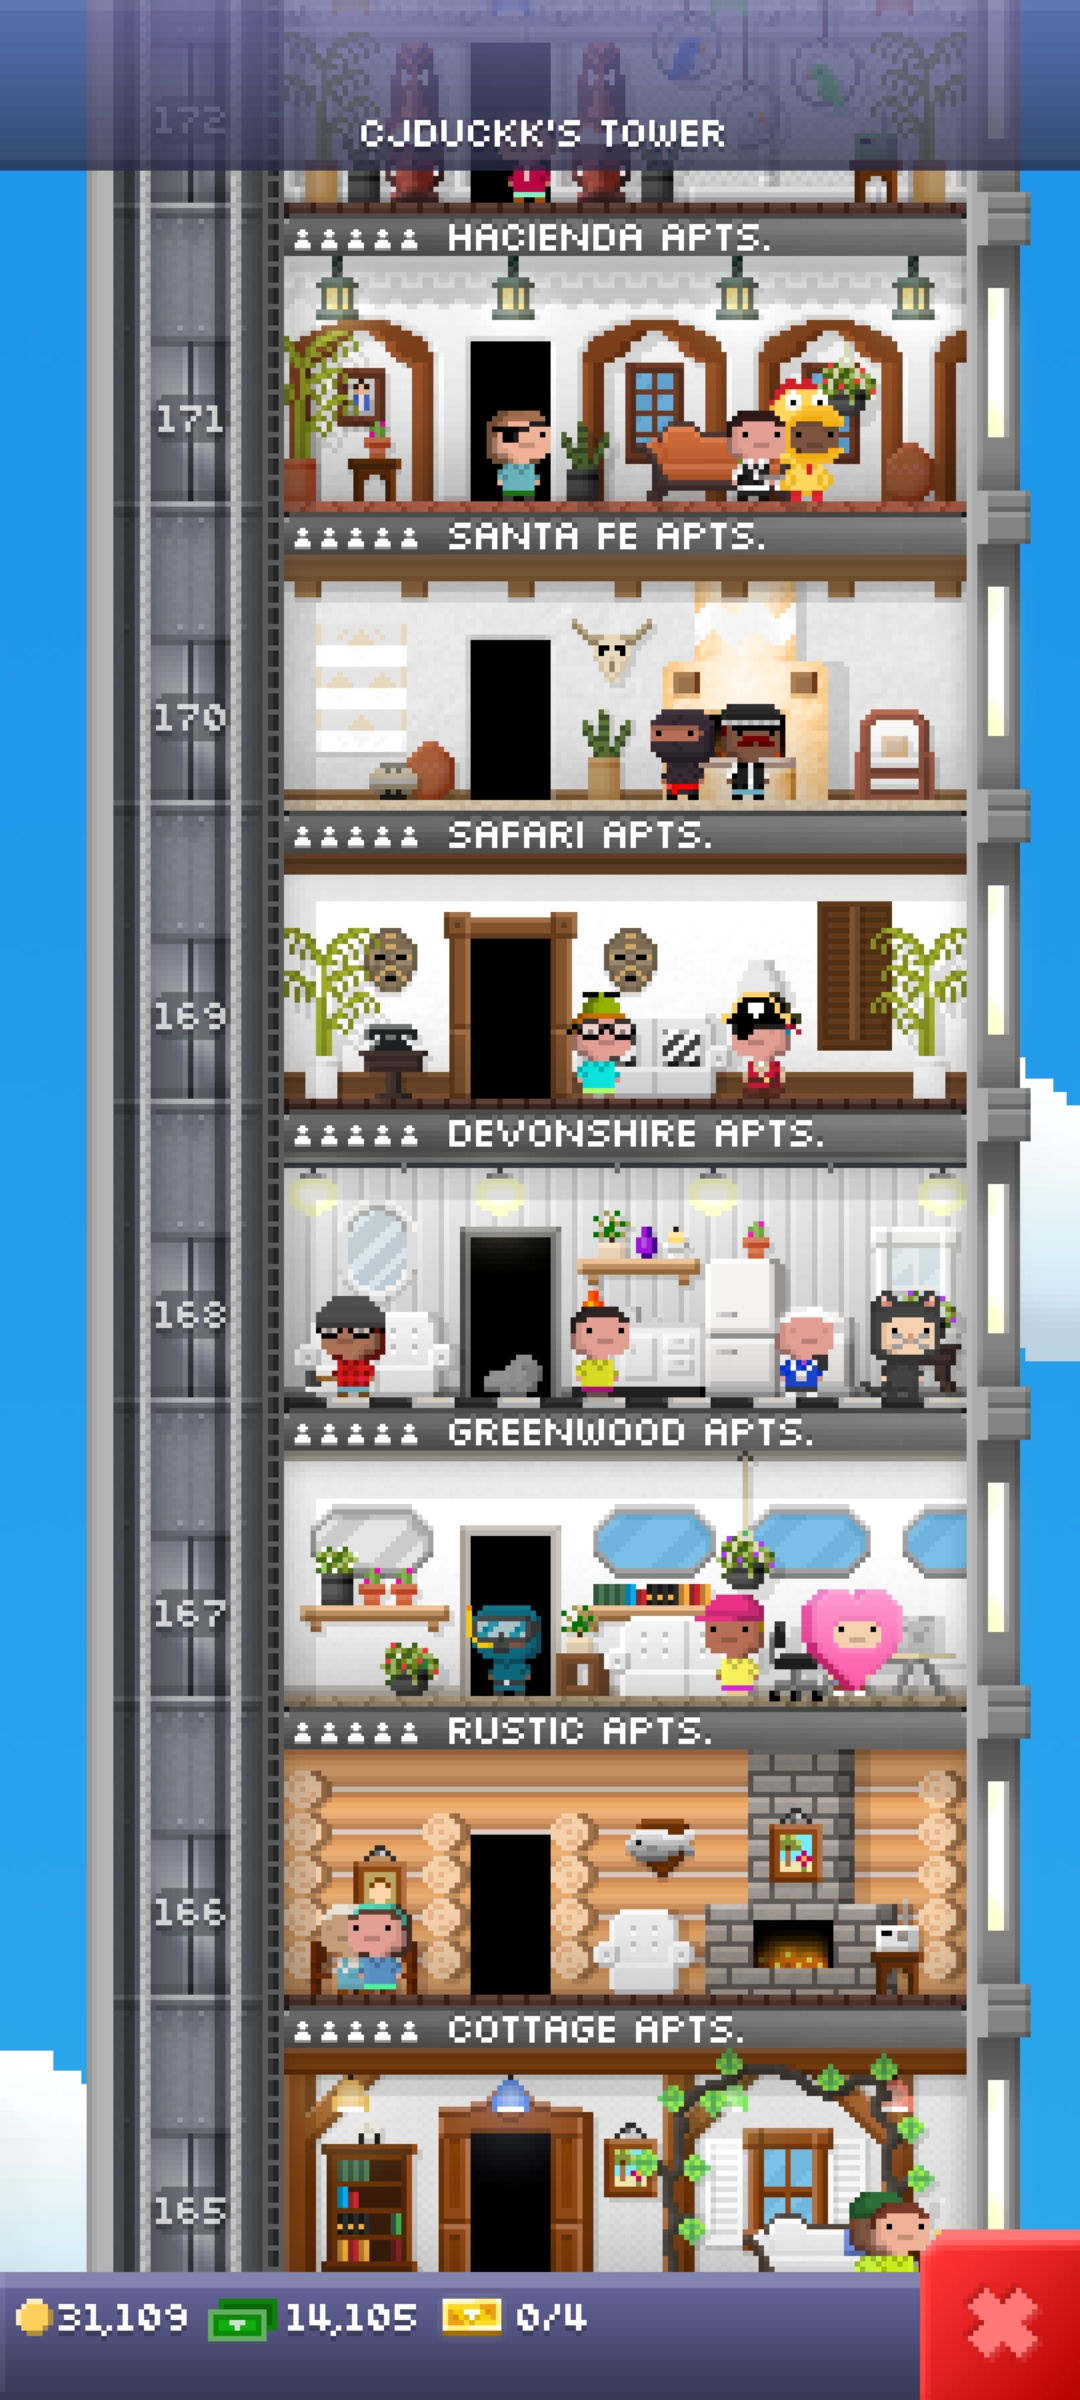 172
CJDUCKK'S TOWER
HACIENDA APTS.
171
SANTA FE APTS.
170
SAFARI APTS.
169
DEVONSHIRE APTS.
168
GREENWOOD APTS.
167
RUSTIC APTS.
166
COTTAGE APTS.
165
31,109 14,105 0/4